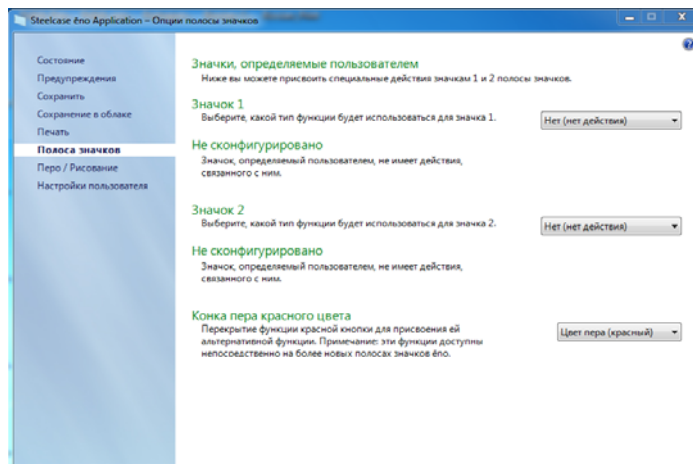 Steelcase ēno Application – Опции полосы значков
Состояние
Предупреждения
Сохранить
Сохранение в облаке
Печать
Полоса значков
Перо / Рисование
Настройки пользователя
Значки, определяемые пользователем
Ниже вы можете присвоить специальные действия значкам 1 и 2 полосы значков.
Значок 1
Выберите, какой тип функции будет использоваться для значка 1.
Нет (нет действия)
Не сконфигурировано
Значок, определяемый пользователем, не имеет действия,
связанного с ним.
Значок 2
Выберите, какой тип функции будет использоваться для значка 2.
Нет (нет действия)
Не сконфигурировано
Значок, определяемый пользователем, не имеет действия,
связанного с ним.
Конка пера красного цвета
Перекрытие функции красной кнопки для присвоения ей
альтернативной функции. Примечание: эти функции доступны
непосредственно на более новых полосах значков ēno.
Цвет пера (красный)